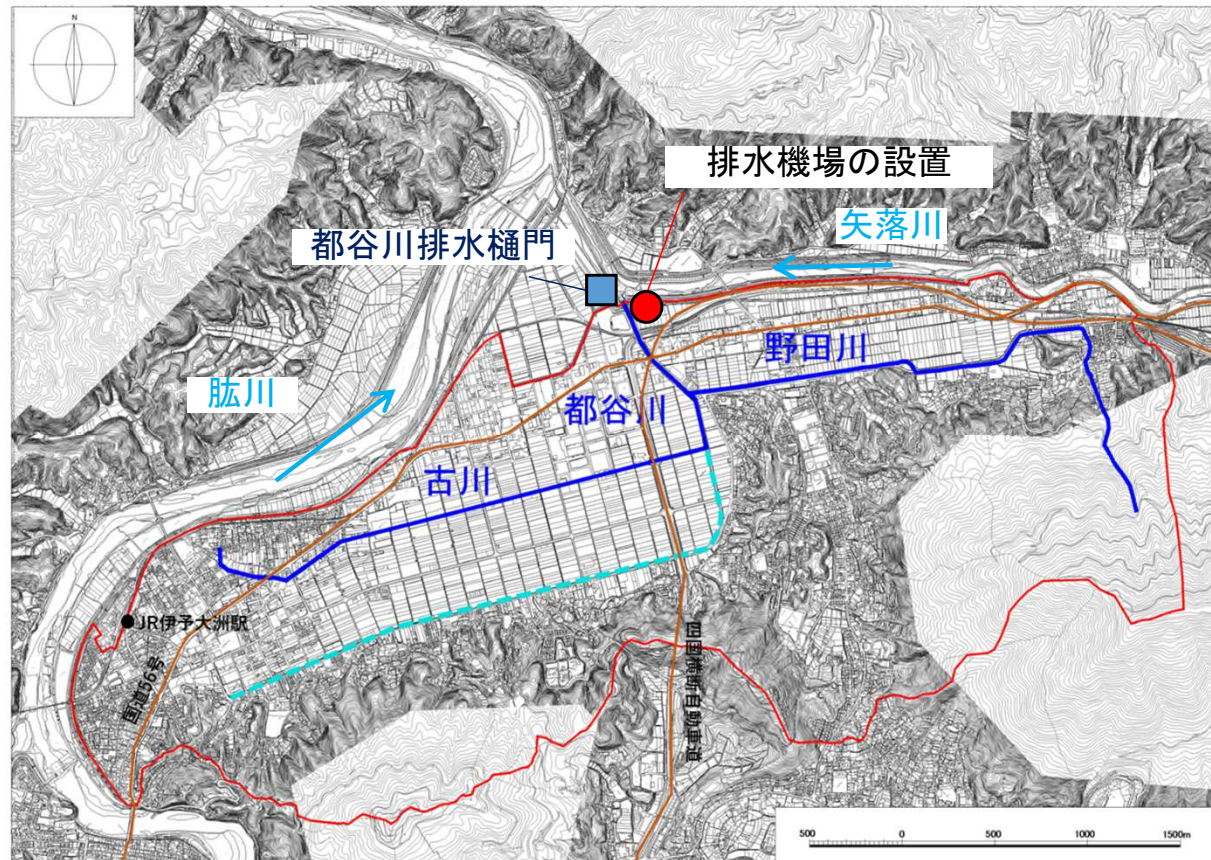 N
排水機場の設置
矢落川
都谷川排水樋門
野田川
肱川
都谷川
古川
JR伊予大洲駅
国道56号
四国横断自動車道
500 0 500 1000 1500m